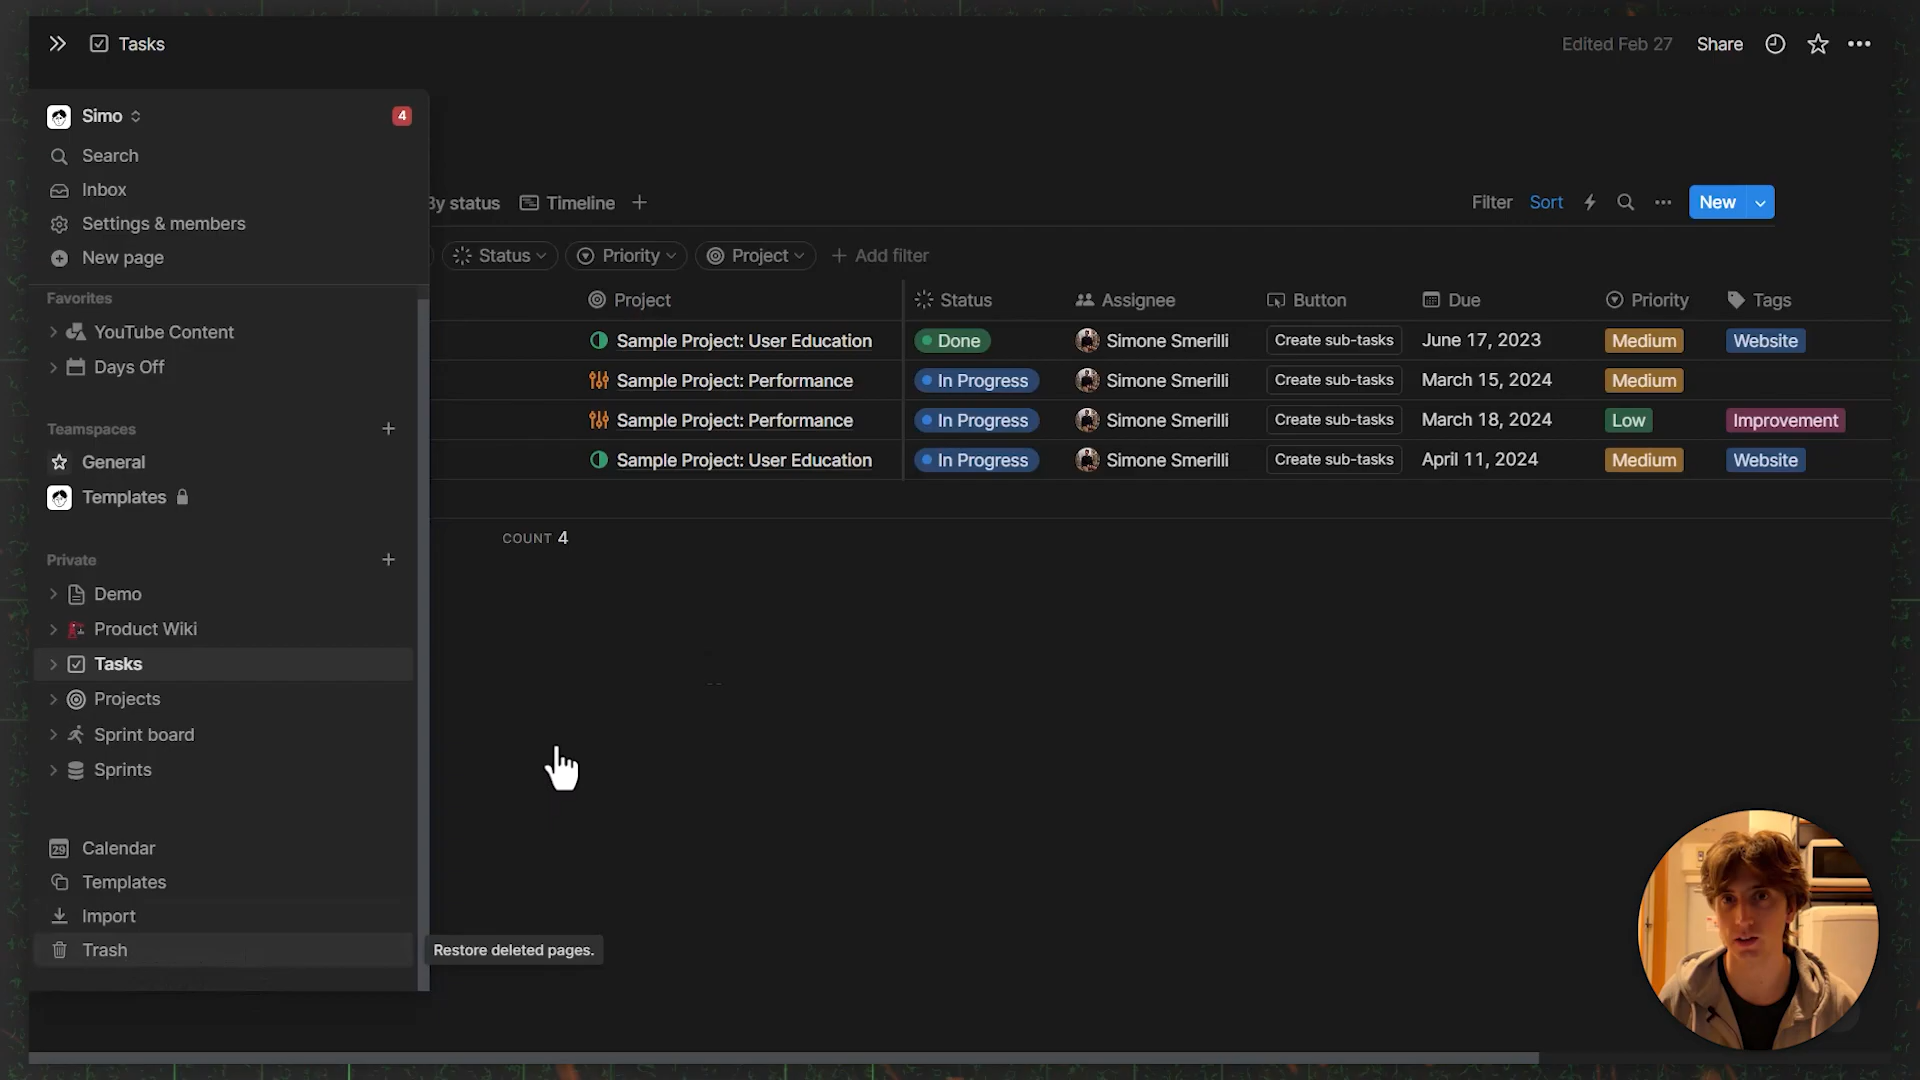 Tasks
Edited Feb 27 Share
Simo 4
Search
Inbox
Settings & members
New page
Favorites
YouTube Content
Days Off
Teamspaces
General
Templates
Private
Demo
Product Wiki
Tasks
Projects
Sprint board
Sprints
29 Calendar
Templates
Import
Trash
Restore deleted pages.
By status Timeline
Filter Sort New
Status Priority Project Add filter
Project Status Assignee Button Due Priority Tags
Sample Project: User Education Done Simone Smerilli Create sub-tasks June 17, 2023 Medium Website
Sample Project: Performance In Progress Simone Smerilli Create sub-tasks March 15, 2024 Medium
Sample Project: Performance In Progress Simone Smerilli Create sub-tasks March 18, 2024 Low Improvement
Sample Project: User Education In Progress Simone Smerilli Create sub-tasks April 11, 2024 Medium Website
COUNT 4